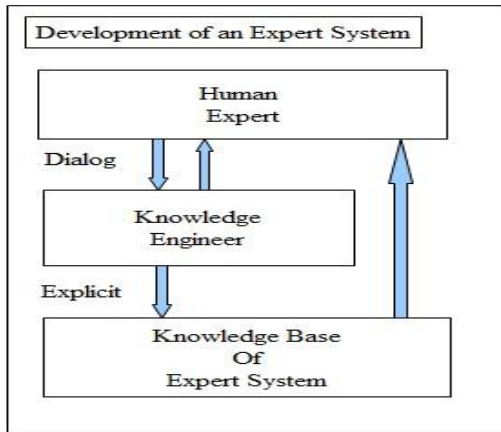 Development of an Expert System
Human
Expert
Dialog
Knowledge
Engineer
Explicit
Knowledge Base
Of
Expert System